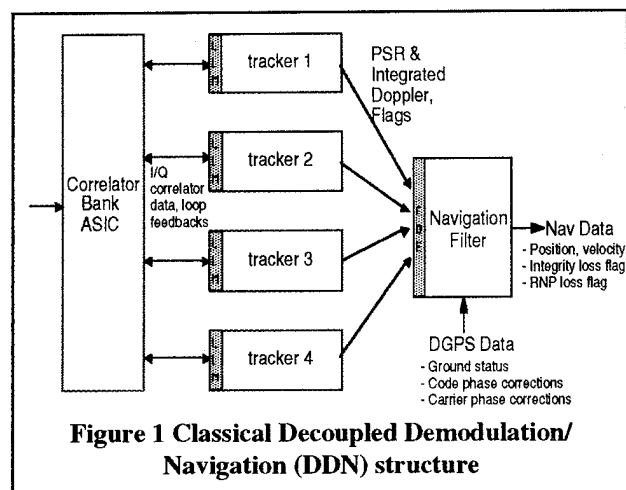 tracker 1
PSR &
Integrated
Doppler,
Flags
tracker 2
I/Q
correlator
data, loop
feedbacks
Correlator
Bank
ASIC
Navigation
Filter
Nav Data
- Position, velocity
- Integrity loss flag
- RNP loss flag
tracker 3
tracker 4
DGPS Data
- Ground status
- Code phase corrections
- Carrier phase corrections
Figure 1 Classical Decoupled Demodulation/
Navigation (DDN) structure